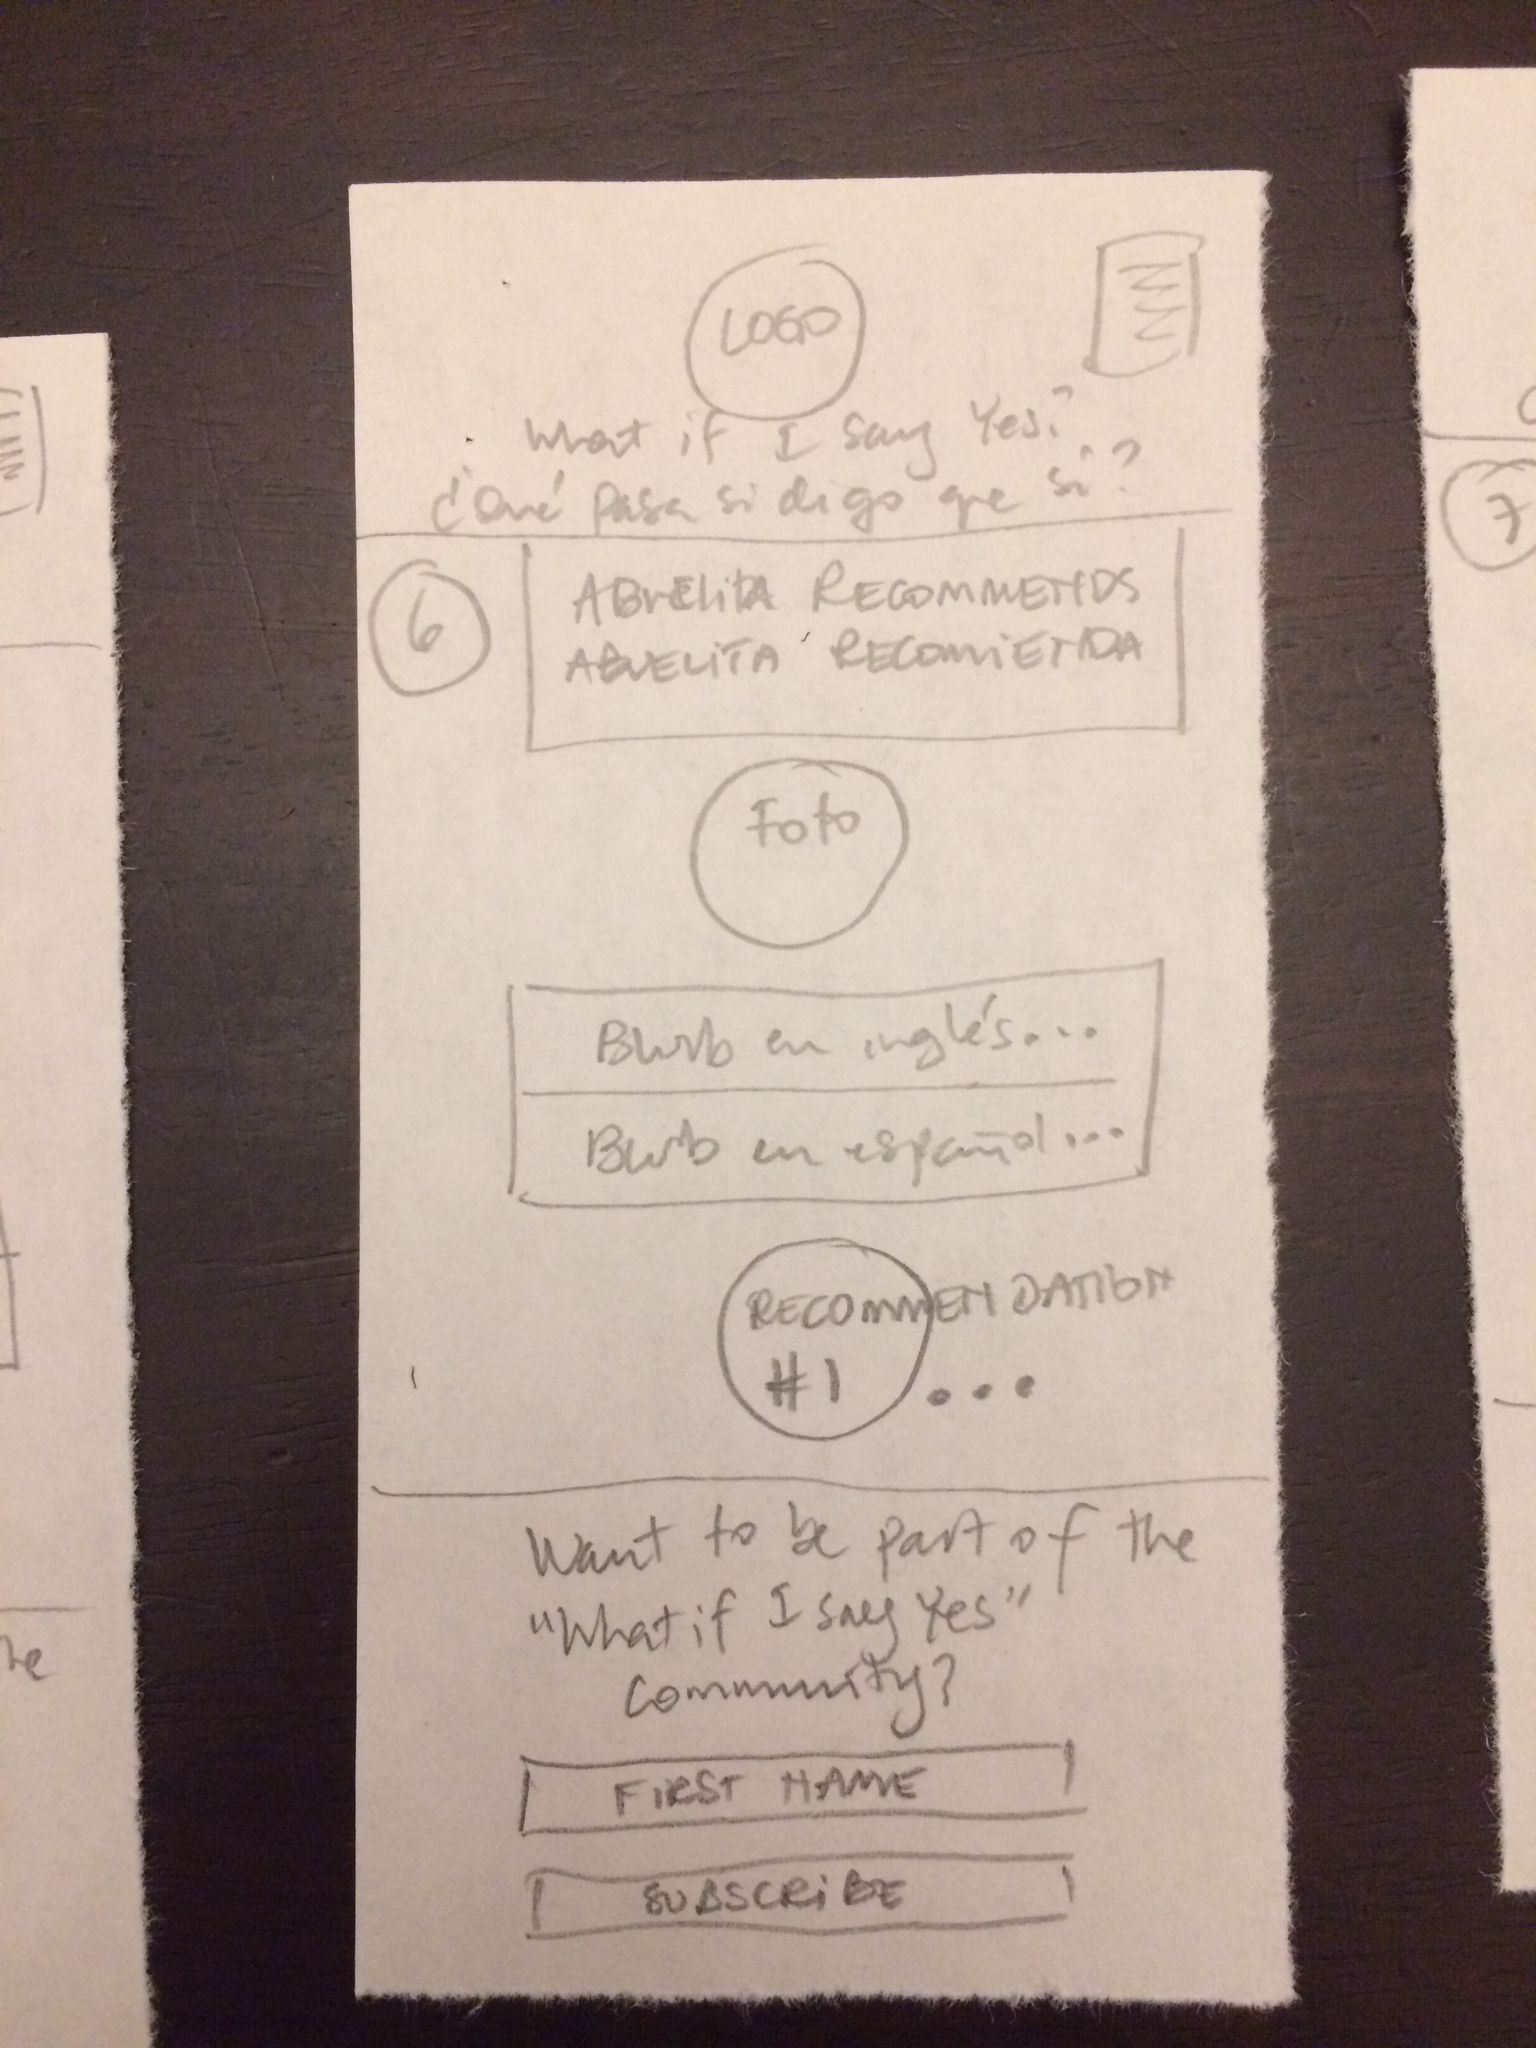 LOGO
What if I say Yes?
¿Qué pasa si digo que sí?
6
ABUELITA RECOMMENDS
ABUELITA RECOMIENDA
Foto
Blurb en inglés...
Blurb en español...
RECOMMENDATION
#1 ...
Want to be part of the
"What if I say Yes"
Community?
FIRST NAME
SUBSCRIBE
7
he